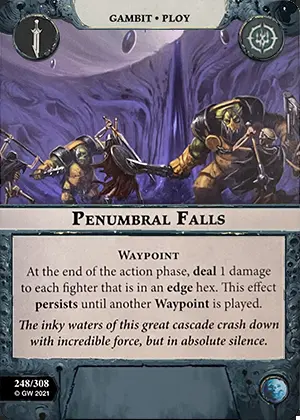 GAMBIT • PLOY
PENUMBRAL FALLS
WAYPOINT
At the end of the action phase, deal 1 damage
to each fighter that is in an edge hex. This effect
persists until another Waypoint is played.
The inky waters of this great cascade crash down
with incredible force, but in absolute silence.
248/308
© GW 2021